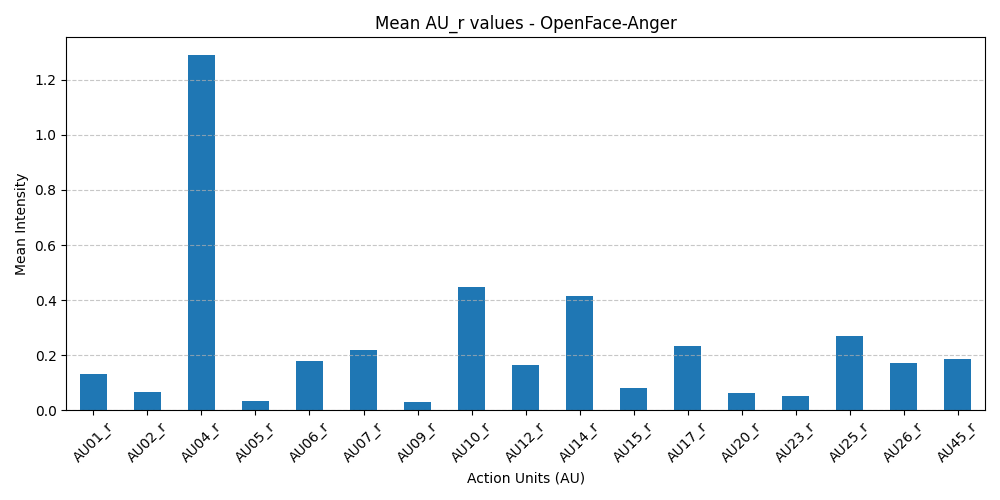 Mean AU_r values - OpenFace-Anger
Mean Intensity
1.2
1.0
0.8
0.6
0.4
0.2
0.0
AU01_r AU02_r AU04_r AU05_r AU06_r AU07_r AU09_r AU10_r AU12_r AU14_r AU15_r AU17_r AU20_r AU23_r AU25_r AU26_r AU45_r
Action Units (AU)